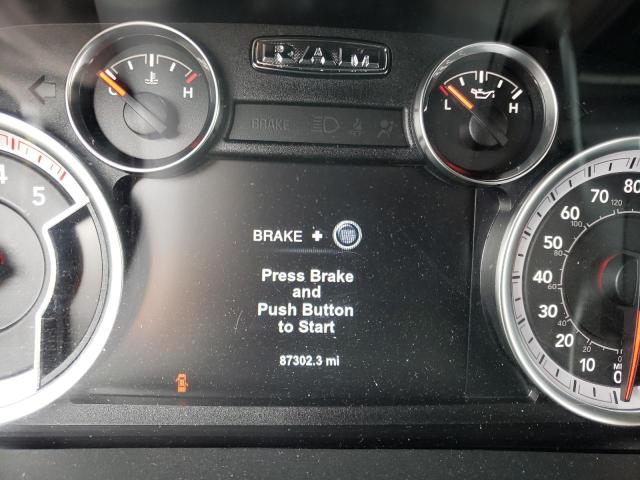 RAM
C H
L H
BRAKE
4
5
BRAKE +
Press Brake
and
Push Button
to Start
87302.3 mi
80
70
60
50
40
30
20
10
0
120
100
80
60
40
20